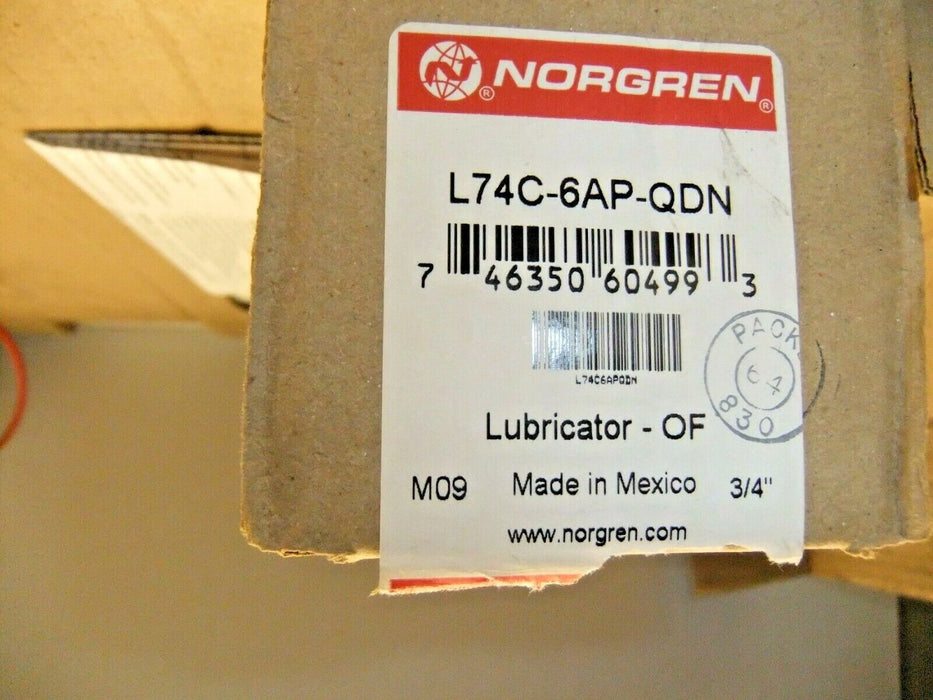 NORGREN®
L74C-6AP-QDN
7 46350 60499 3
L74C6APQDN
PACK
64
830
Lubricator - OF
M09 Made in Mexico 3/4"
www.norgren.com